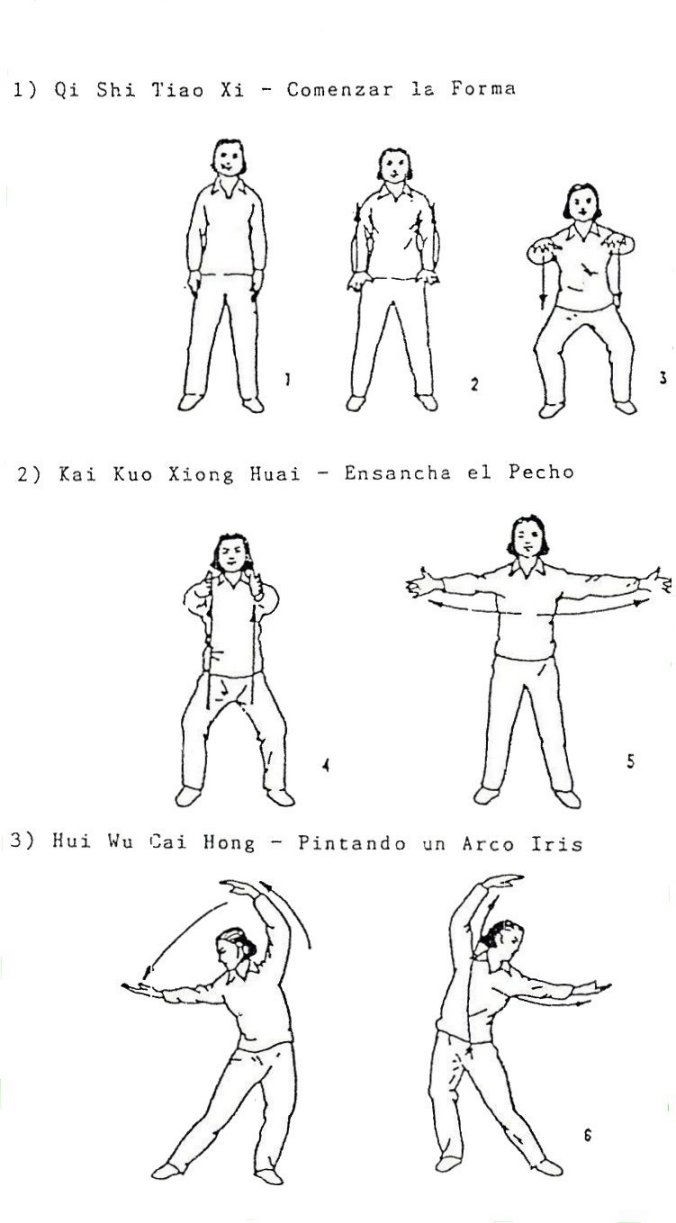 1) Qi Shi Tiao Xi - Comenzar la Forma
1
2
3
2) Kai Kuo Xiong Huai - Ensancha el Pecho
4
5
3) Hui Wu Cai Hong - Pintando un Arco Iris
6